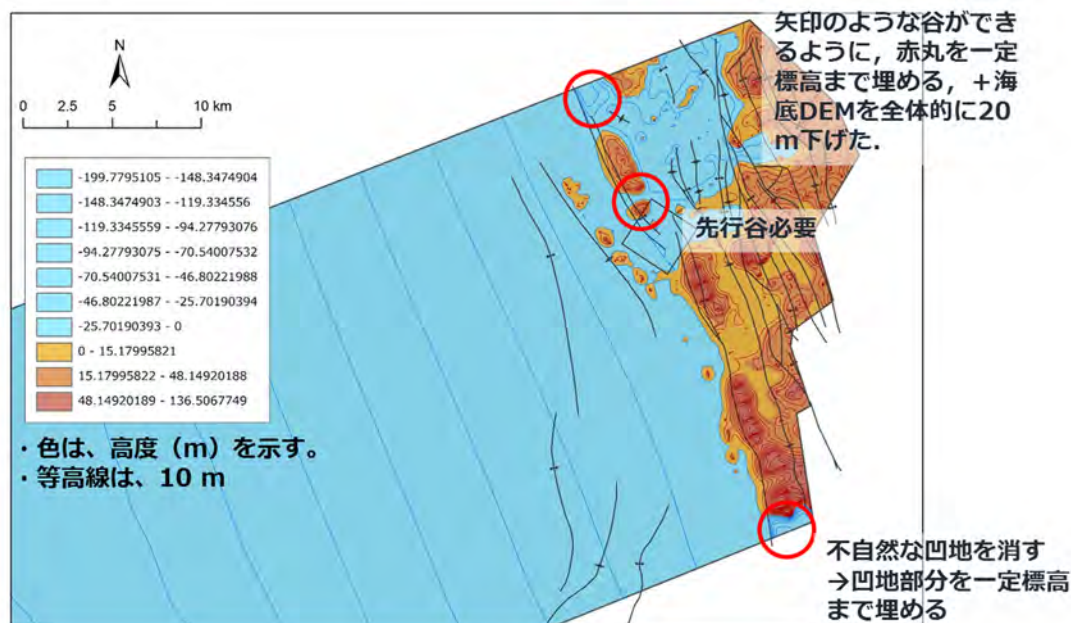 矢印のような谷ができ
るように，赤丸を一定
標高まで埋める，＋海
底DEMを全体的に20
m下げた．
N
0 2.5 5 10 km
-199.7795105 - -148.3474904
-148.3474903 - -119.334556
-119.3345559 - -94.27793076
-94.27793075 - -70.54007532
-70.54007531 - -46.80221988
-46.80221987 - -25.70190394
-25.70190393 - 0
0 - 15.17995821
15.17995822 - 48.14920188
48.14920189 - 136.5067749
先行谷必要
・色は、高度（m）を示す。
・等高線は、10 m
不自然な凹地を消す
→凹地部分を一定標高
まで埋める